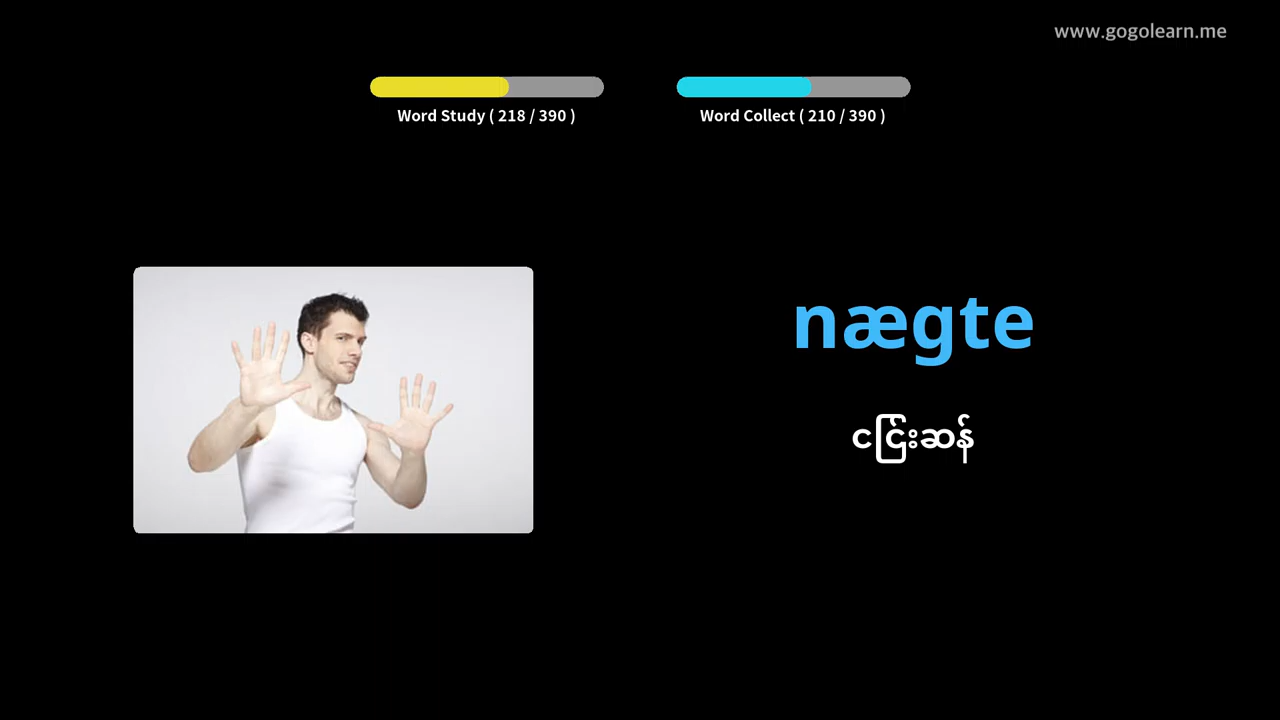 www.gogolearn.me
Word Study ( 218 / 390 )
Word Collect ( 210 / 390 )
nægte
ငြင်းဆန်